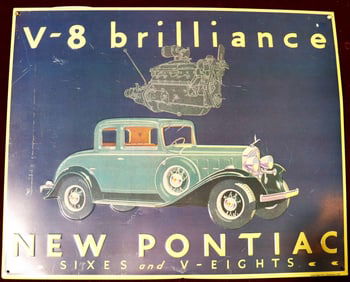 V-8 brilliance
NEW PONTIAC
SIXES and V-EIGHTS